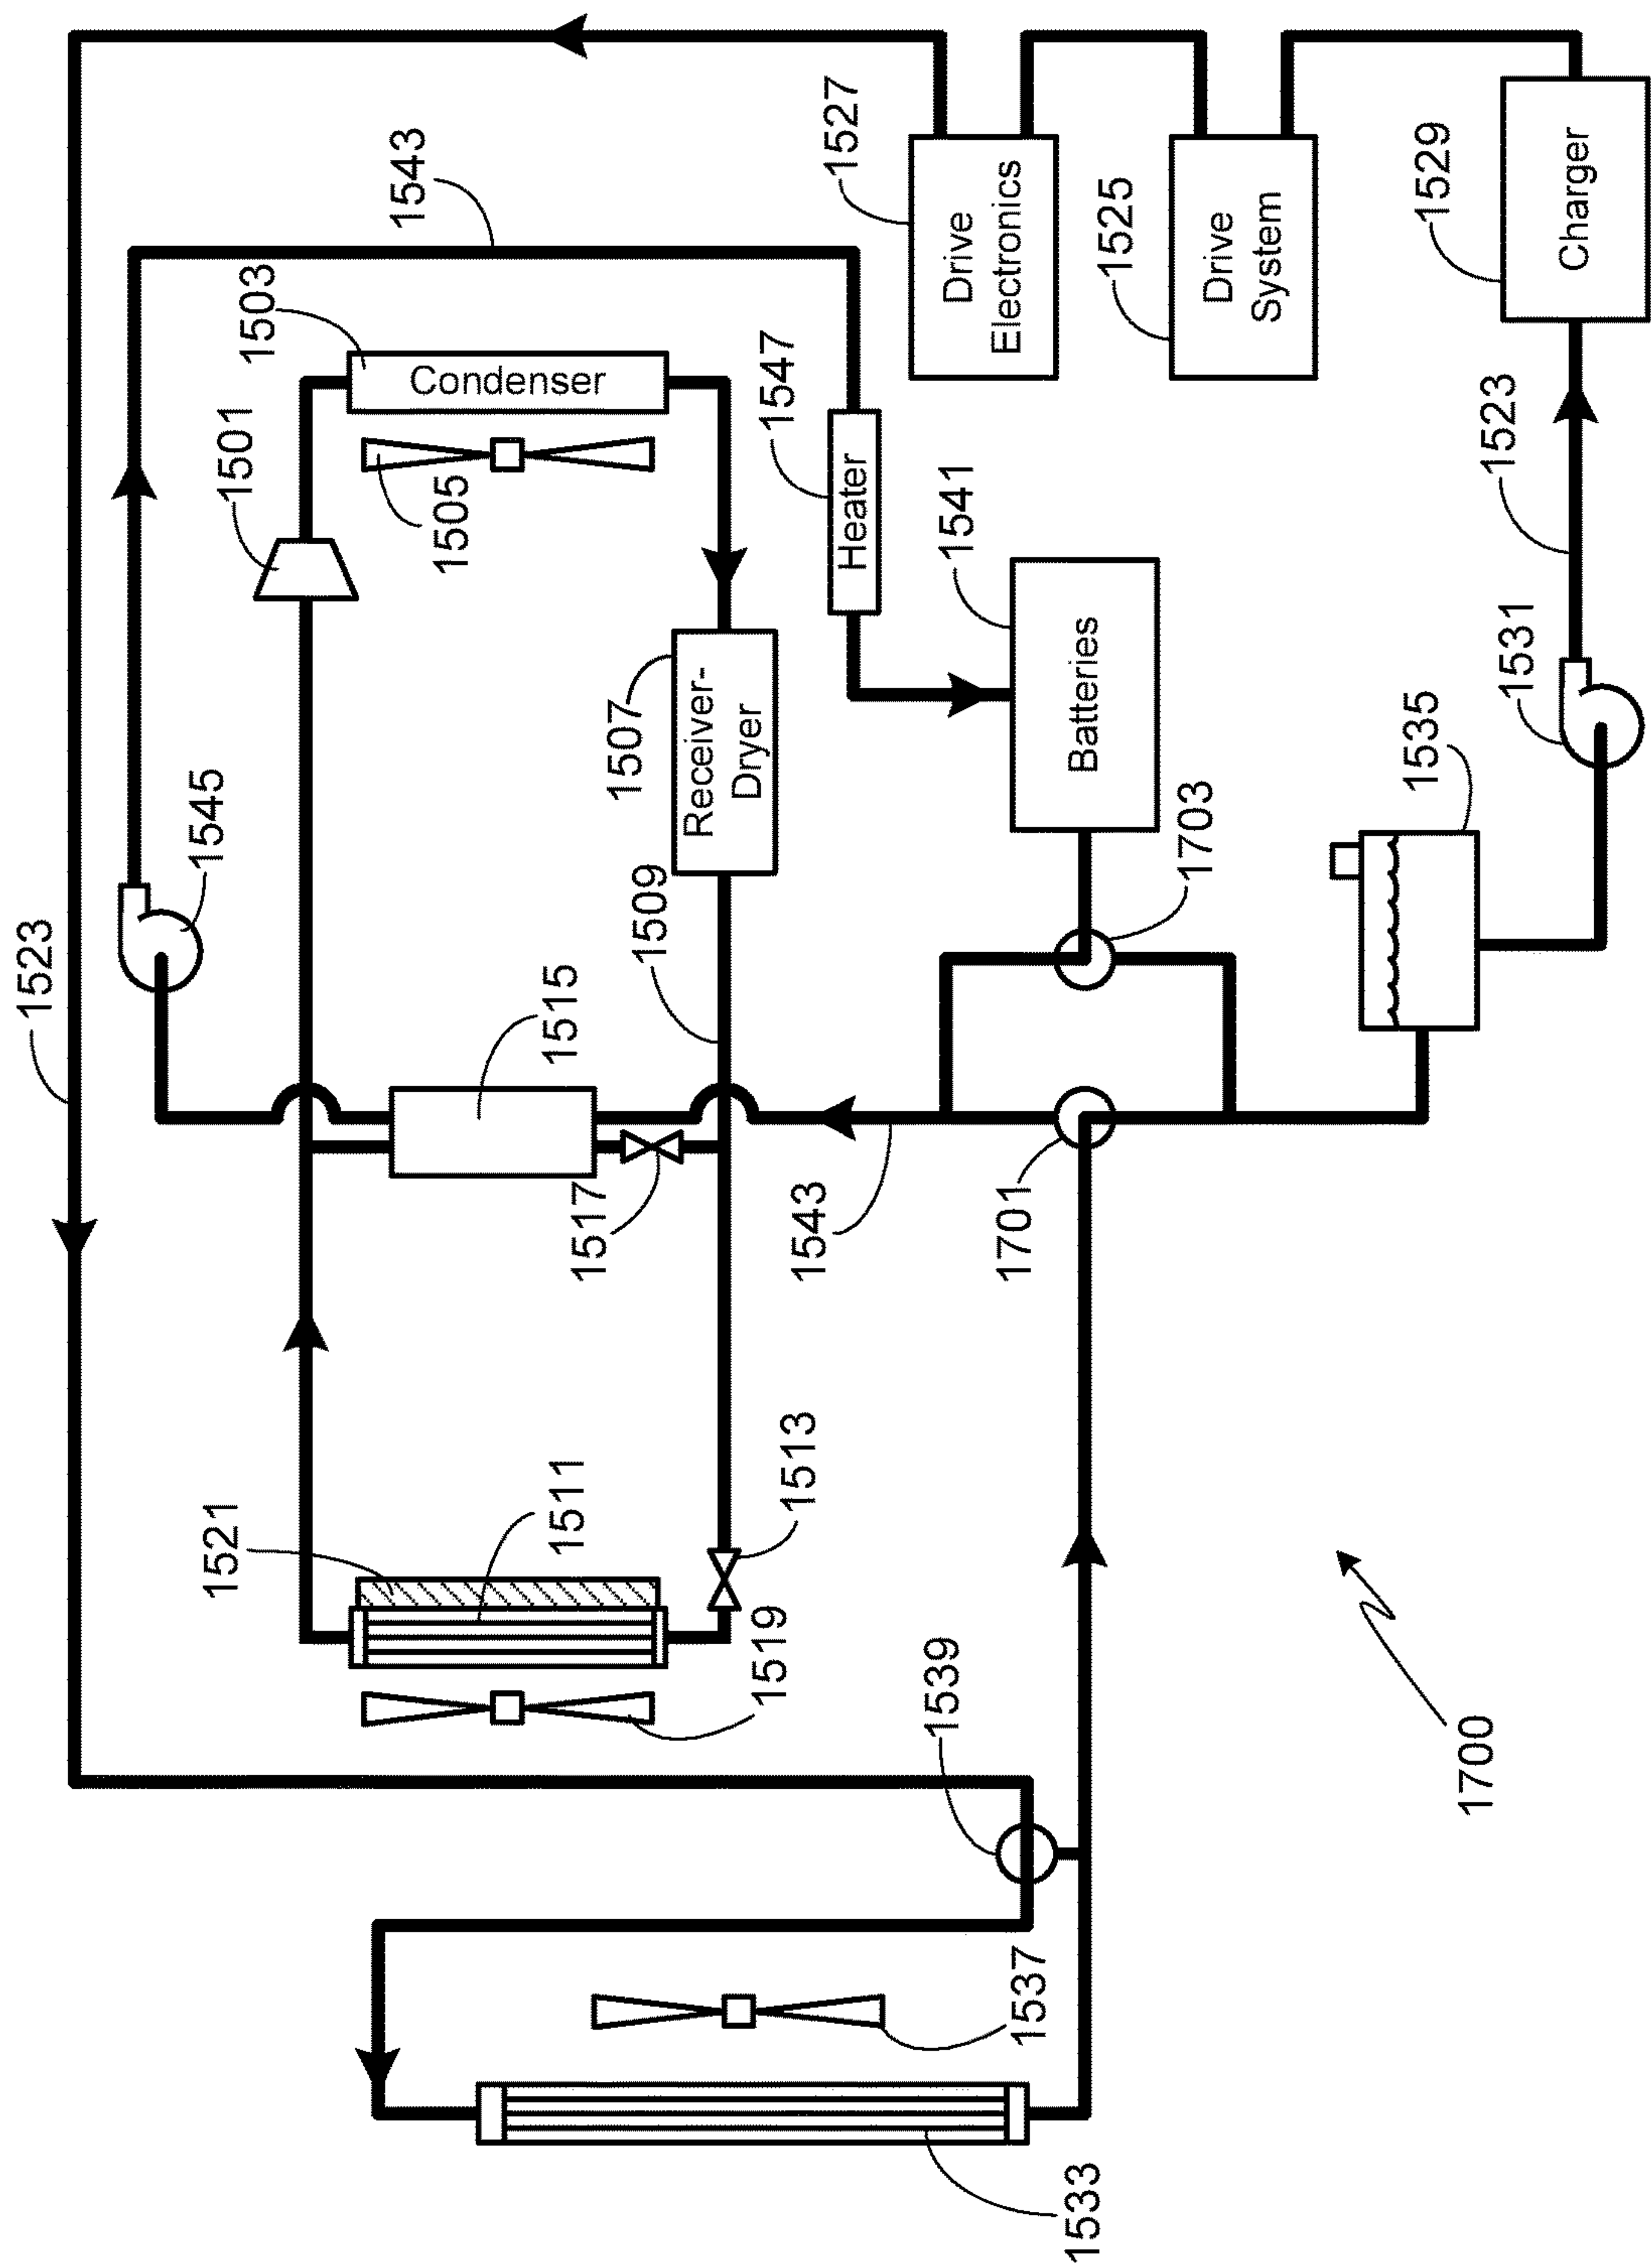 1523
1545
1521
1501
1503
1543
1505
Condenser
1511
1515
1517
1507
1509
Receiver-
Dryer
1519
1513
1547
1543
Heater
1527
1539
1541
Drive
Electronics
1701
1537
1533
Batteries
1525
1703
Drive
System
1535
1529
1700
1531
1523
Charger